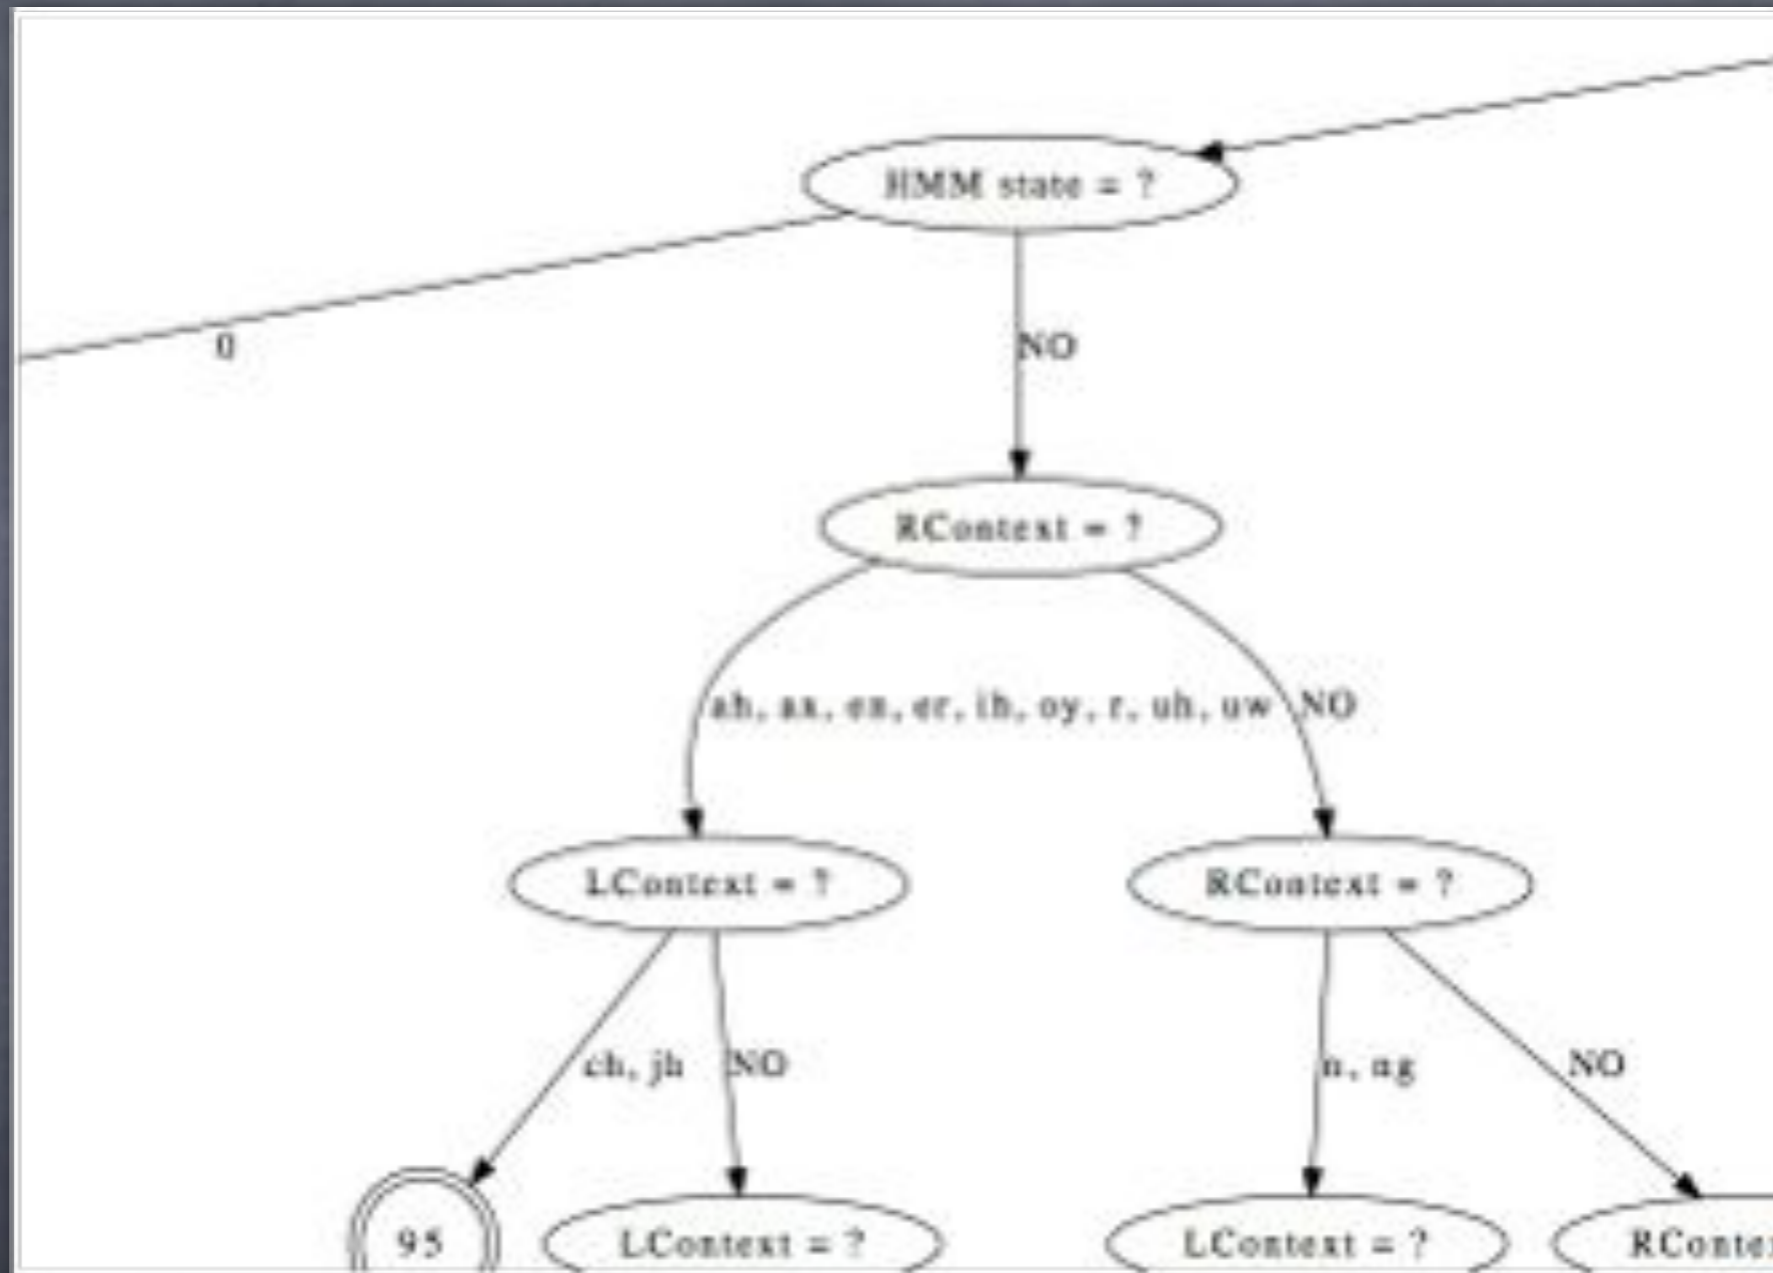 HMM state = ?
0
NO
RContext = ?
ah, ax, en, er, ih, oy, r, uh, uw
NO
LContext = ?
RContext = ?
ch, jh
NO
n, ng
NO
95
LContext = ?
LContext = ?
RContex